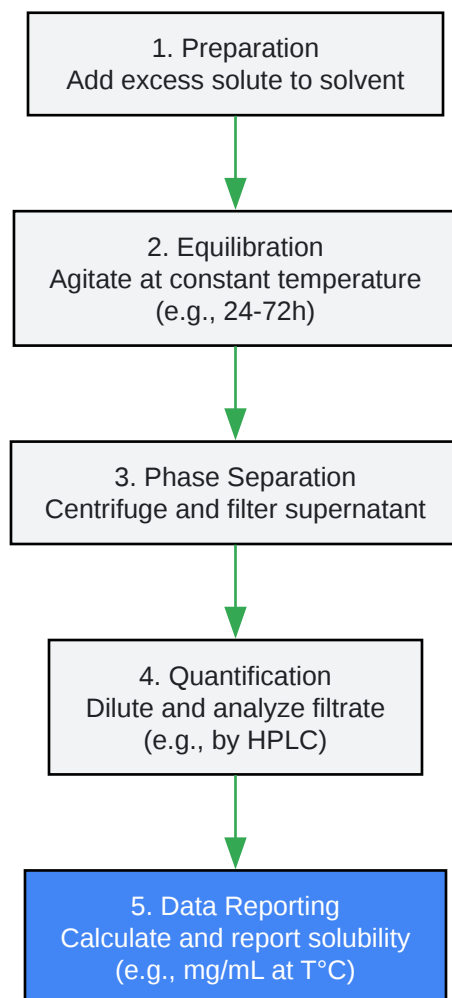 1. Preparation
Add excess solute to solvent
2. Equilibration
Agitate at constant temperature
(e.g., 24-72h)
3. Phase Separation
Centrifuge and filter supernatant
4. Quantification
Dilute and analyze filtrate
(e.g., by HPLC)
5. Data Reporting
Calculate and report solubility
(e.g., mg/mL at T°C)